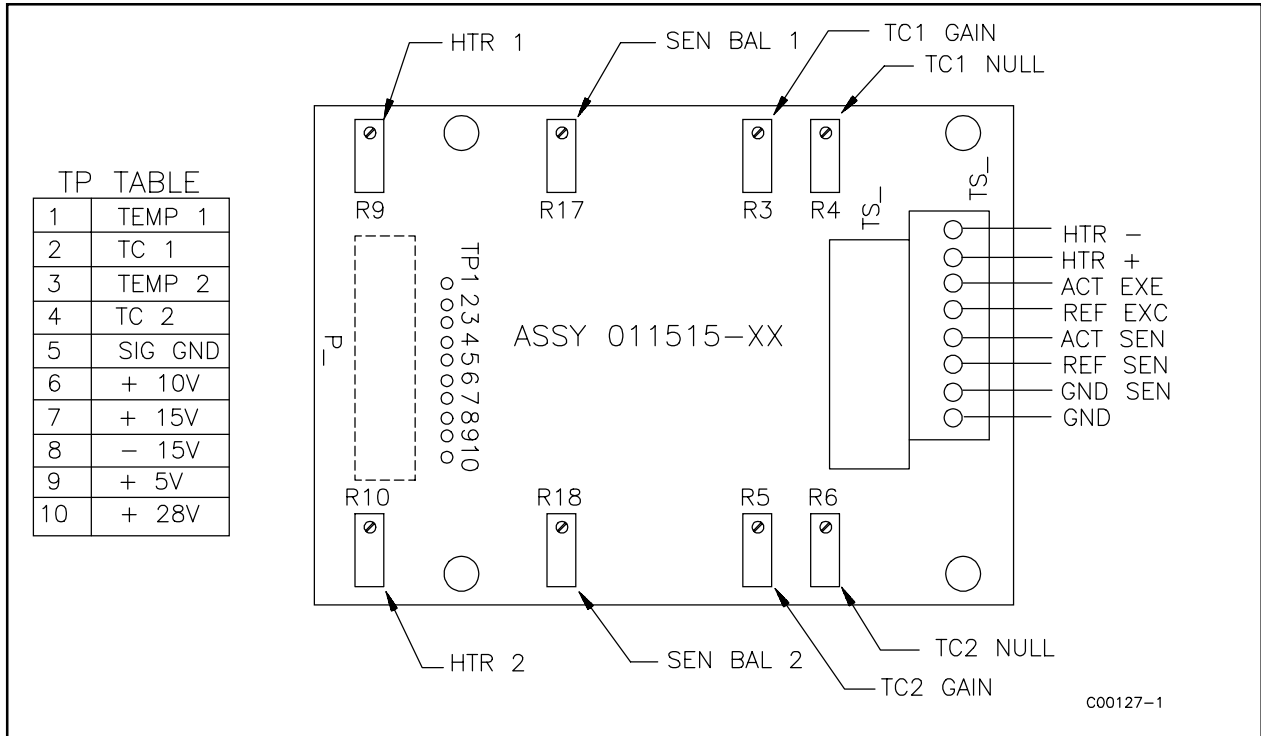 HTR 1
SEN BAL 1
TC1 GAIN
TC1 NULL
TP TABLE
1 TEMP 1
2 TC 1
3 TEMP 2
4 TC 2
5 SIG GND
6 + 10V
7 + 15V
8 - 15V
9 + 5V
10 + 28V
R9
R17
R3
R4
TS_
TS_
P_
TP1 2 3 4 5 6 7 8 9 10
ASSY 011515-XX
HTR -
HTR +
ACT EXE
REF EXC
ACT SEN
REF SEN
GND SEN
GND
R10
R18
R5
R6
HTR 2
SEN BAL 2
TC2 NULL
TC2 GAIN
C00127-1